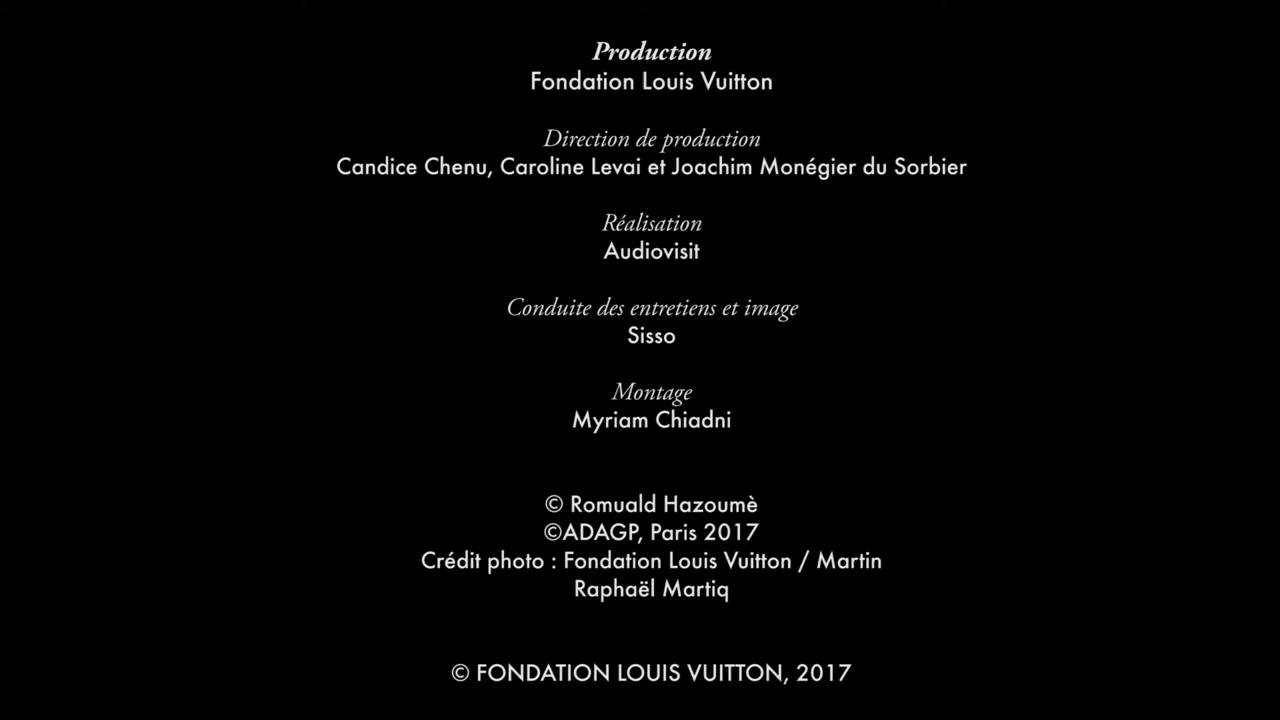 Production
Fondation Louis Vuitton
Direction de production
Candice Chenu, Caroline Levai et Joachim Monégier du Sorbier
Réalisation
Audiovisit
Conduite des entretiens et image
Sisso
Montage
Myriam Chiadni
© Romuald Hazoumè
©ADAGP, Paris 2017
Crédit photo : Fondation Louis Vuitton / Martin
Raphaël Martiq
© FONDATION LOUIS VUITTON, 2017